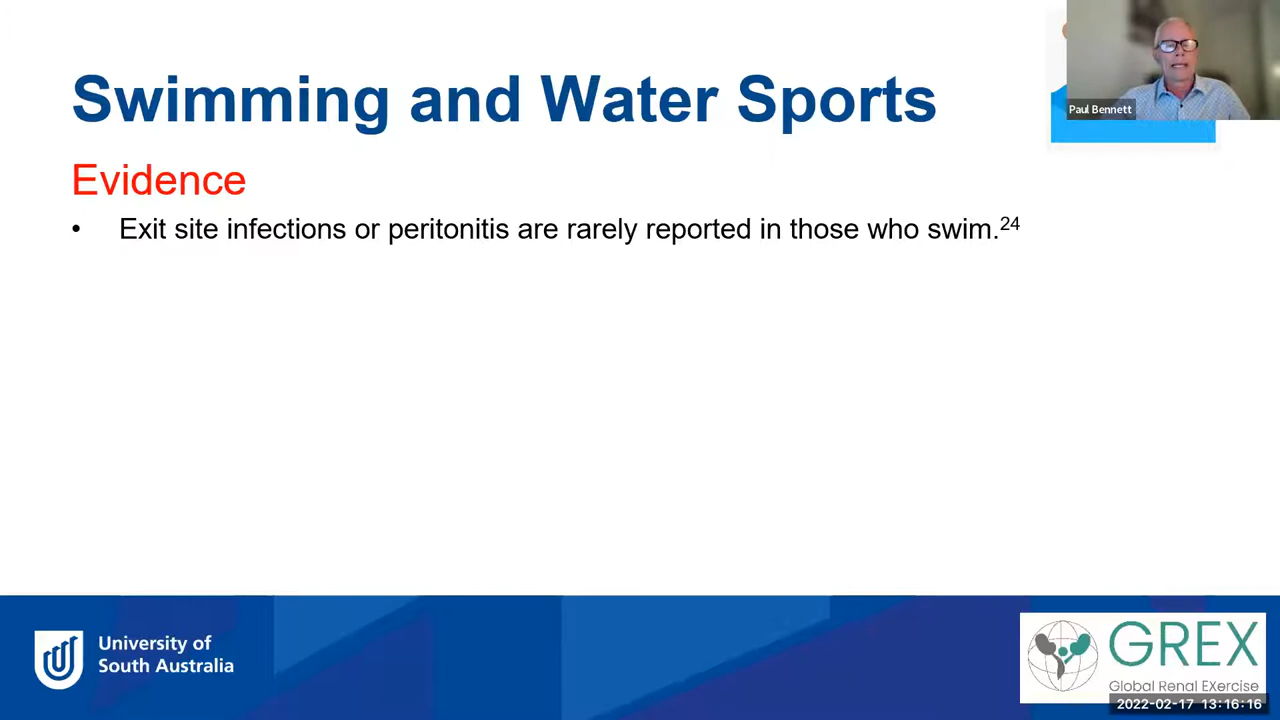 Swimming and Water Sports
Paul Bennett
Evidence
• Exit site infections or peritonitis are rarely reported in those who swim.24
University of
South Australia
GREX
Global Renal EXercise
2022-02-17 13:16:16